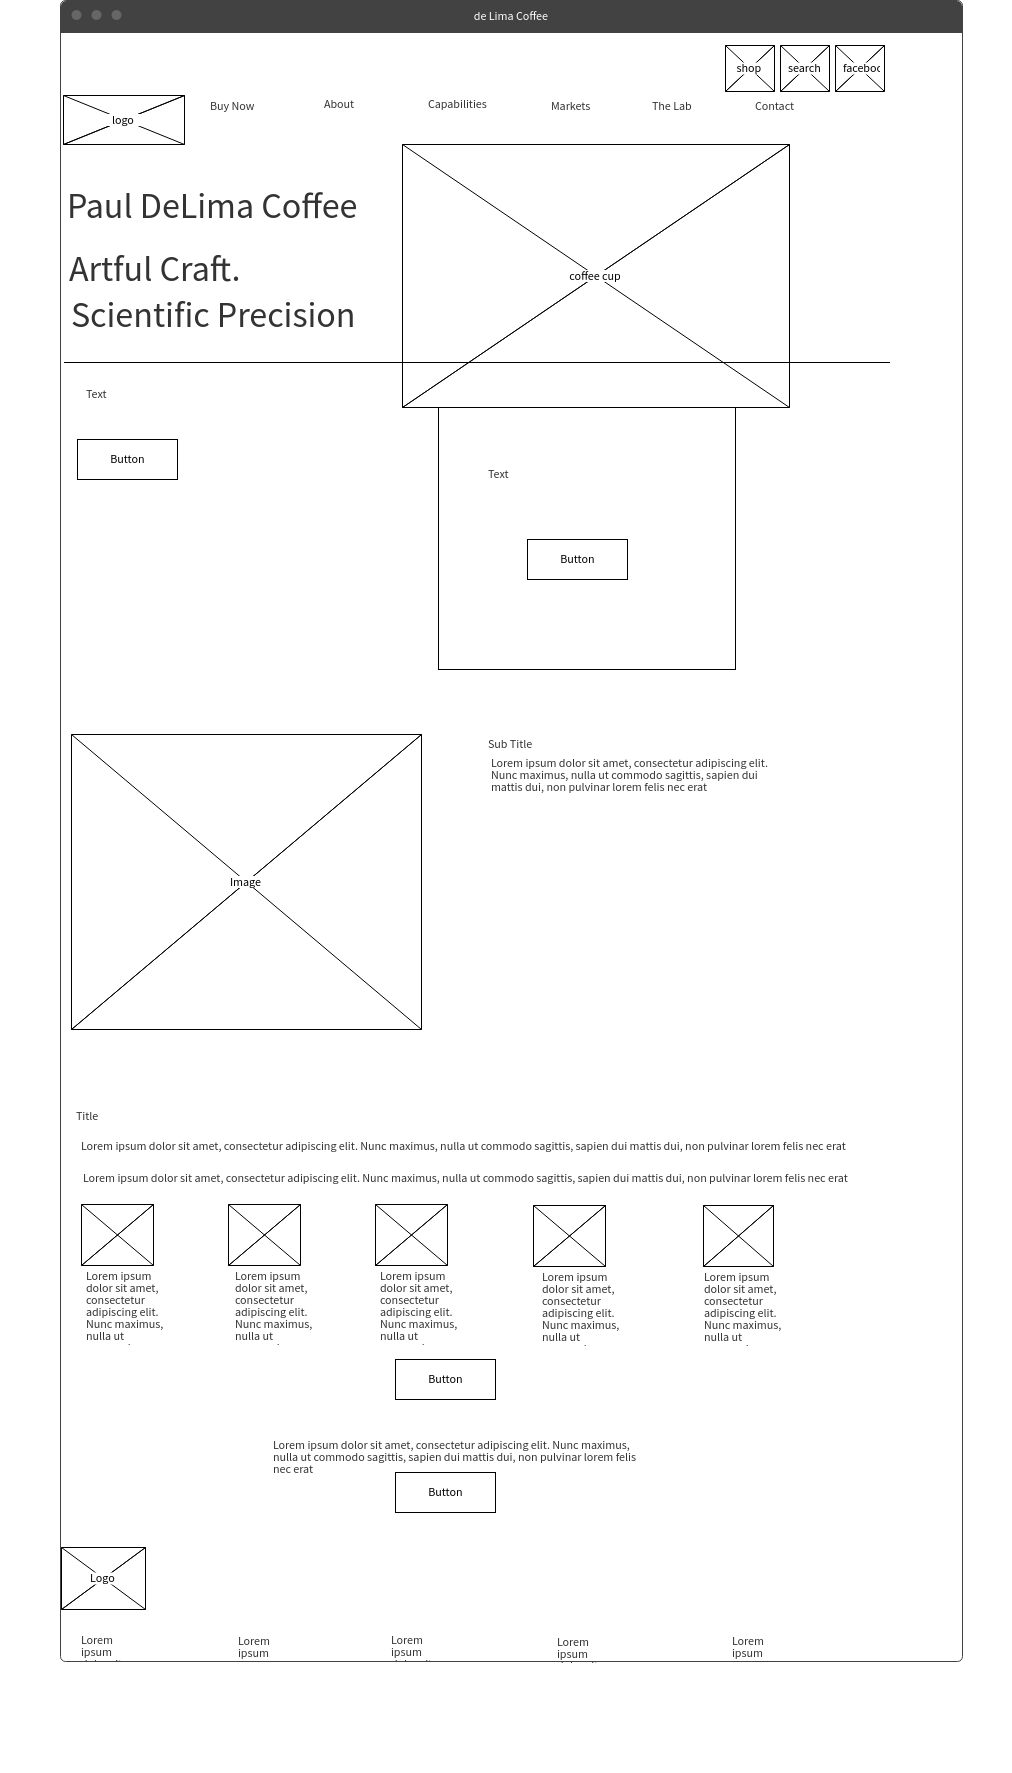 de Lima Coffee
shop
search
logo
Buy Now
About
Capabilities
Markets
The Lab
Contact
Paul DeLima Coffee
Artful Craft.
Scientific Precision
coffee cup
Text
Button
Text
Button
Image
Sub Title
Lorem ipsum dolor sit amet, consectetur adipiscing elit.
Nunc maximus, nulla ut commodo sagittis, sapien dui
mattis dui, non pulvinar lorem felis nec erat
Title
Lorem ipsum dolor sit amet, consectetur adipiscing elit. Nunc maximus, nulla ut commodo sagittis, sapien dui mattis dui, non pulvinar lorem felis nec erat
Lorem ipsum dolor sit amet, consectetur adipiscing elit. Nunc maximus, nulla ut commodo sagittis, sapien dui mattis dui, non pulvinar lorem felis nec erat
Lorem ipsum
dolor sit amet,
consectetur
adipiscing elit.
Nunc maximus,
nulla ut
Lorem ipsum
dolor sit amet,
consectetur
adipiscing elit.
Nunc maximus,
nulla ut
Lorem ipsum
dolor sit amet,
consectetur
adipiscing elit.
Nunc maximus,
nulla ut
Lorem ipsum
dolor sit amet,
consectetur
adipiscing elit.
Nunc maximus,
nulla ut
Lorem ipsum
dolor sit amet,
consectetur
adipiscing elit.
Nunc maximus,
nulla ut
Button
Lorem ipsum dolor sit amet, consectetur adipiscing elit. Nunc maximus,
nulla ut commodo sagittis, sapien dui mattis dui, non pulvinar lorem felis
nec erat
Button
Logo
Lorem
ipsum
Lorem
ipsum
Lorem
ipsum
Lorem
ipsum
Lorem
ipsum